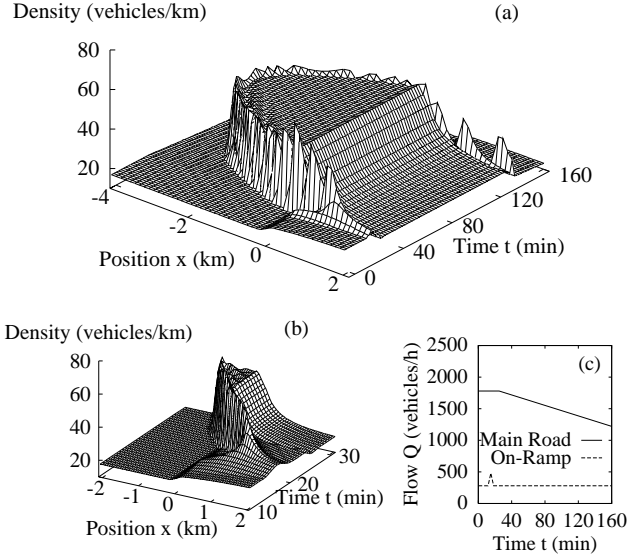 Density (vehicles/km)
(a)
80
60
40
20
-4
-2
0
2
Position x (km)
0
40
80
120
160
Time t (min)
Density (vehicles/km)
(b)
80
60
40
20
-2
-1
0
1
2
Position x (km)
10
20
30
Time t (min)
(c)
2500
2000
1500
1000
500
0
Flow Q (vehicles/h)
Main Road
On-Ramp
0 40 80 120 160
Time t (min)